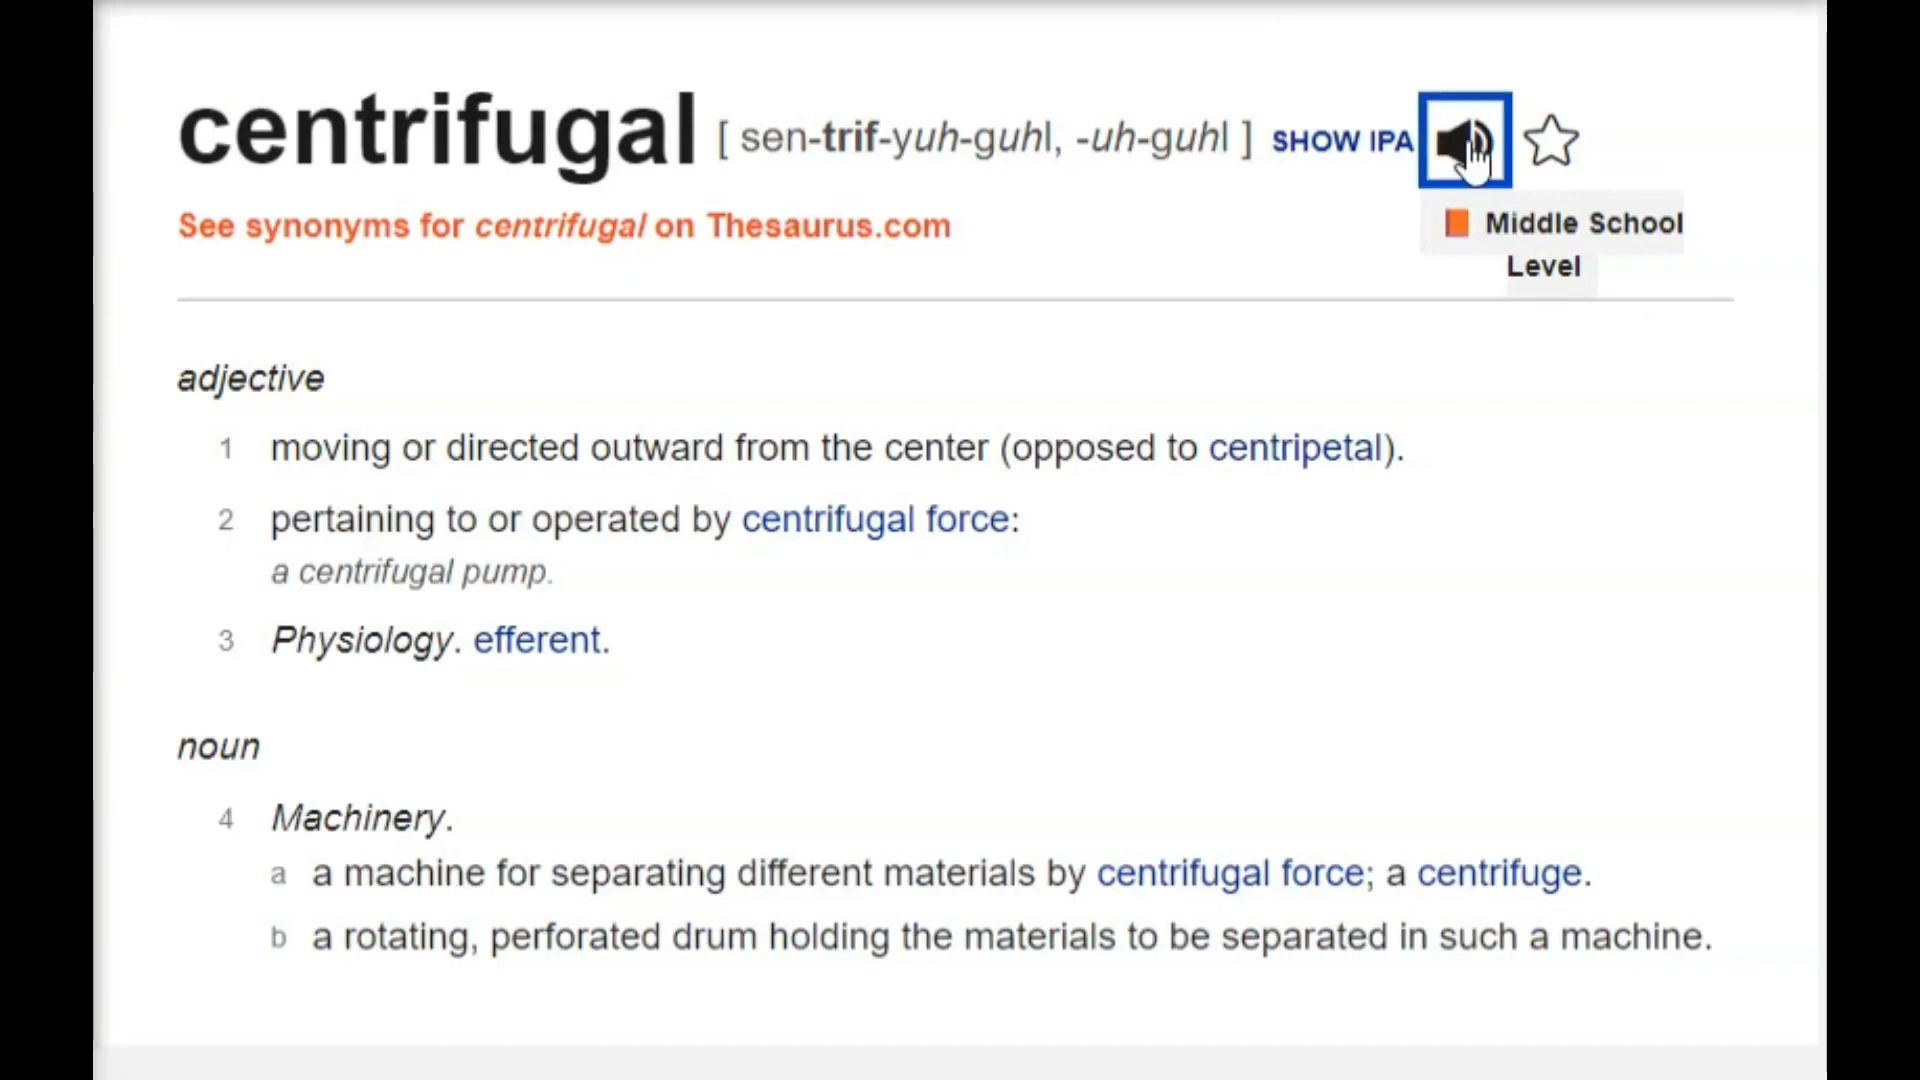 centrifugal [ sen-trif-yuh-guhl, -uh-guhl ] SHOW IPA
See synonyms for centrifugal on Thesaurus.com
Middle School
Level
adjective
1 moving or directed outward from the center (opposed to centripetal).
2 pertaining to or operated by centrifugal force:
a centrifugal pump.
3 Physiology. efferent.
noun
4 Machinery.
a a machine for separating different materials by centrifugal force; a centrifuge.
b a rotating, perforated drum holding the materials to be separated in such a machine.